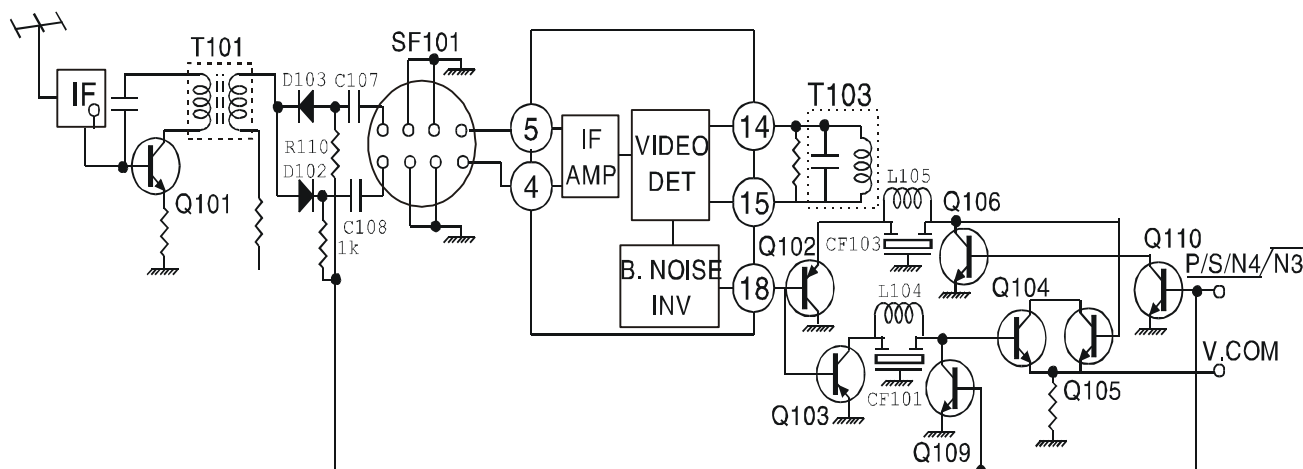 T101
SF101
IF
D103
C107
R110
D102
C108
1k
Q101
5
4
IF
AMP
VIDEO
DET
B. NOISE
INV
14
15
18
T103
L105
Q106
CF103
Q102
Q110
P/S/N4/N3
L104
Q104
Q105
V.COM
Q103
CF101
Q109